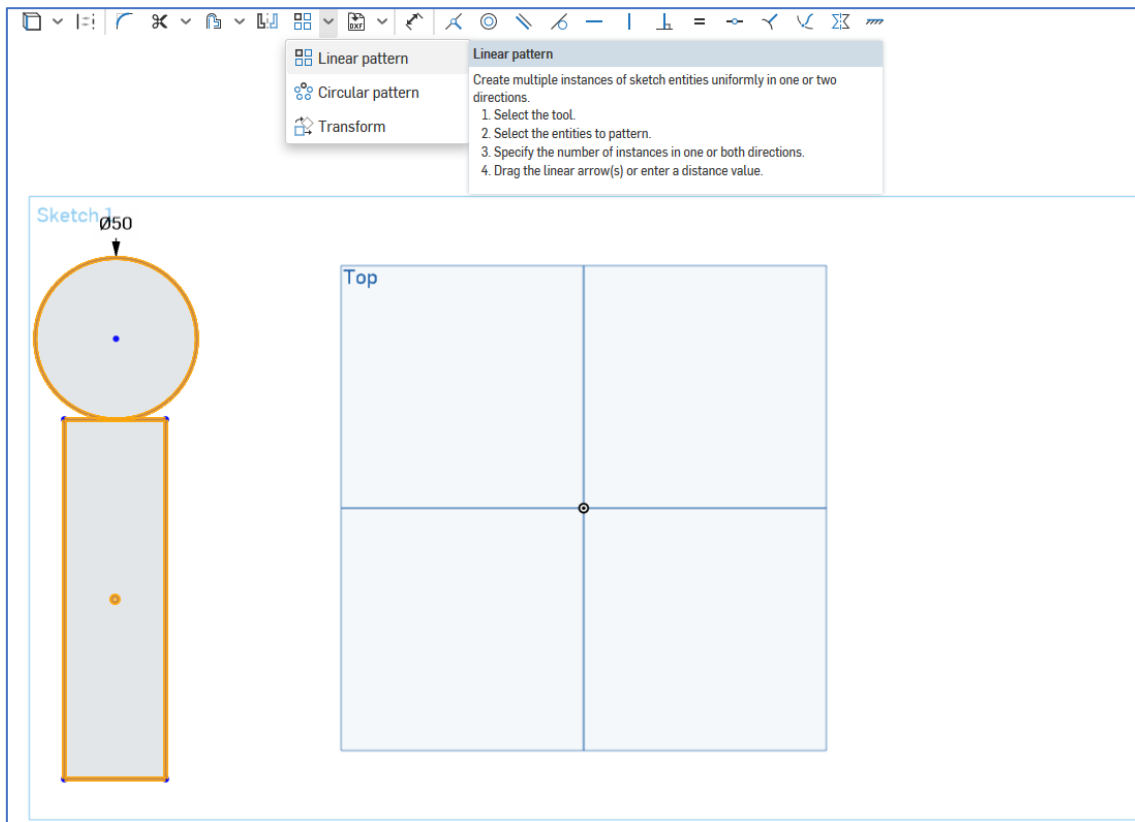 DXF
Linear pattern
Circular pattern
Transform
Linear pattern
Create multiple instances of sketch entities uniformly in one or two
directions.
1. Select the tool.
2. Select the entities to pattern.
3. Specify the number of instances in one or both directions.
4. Drag the linear arrow(s) or enter a distance value.
Sketch 1
Ø50
Top